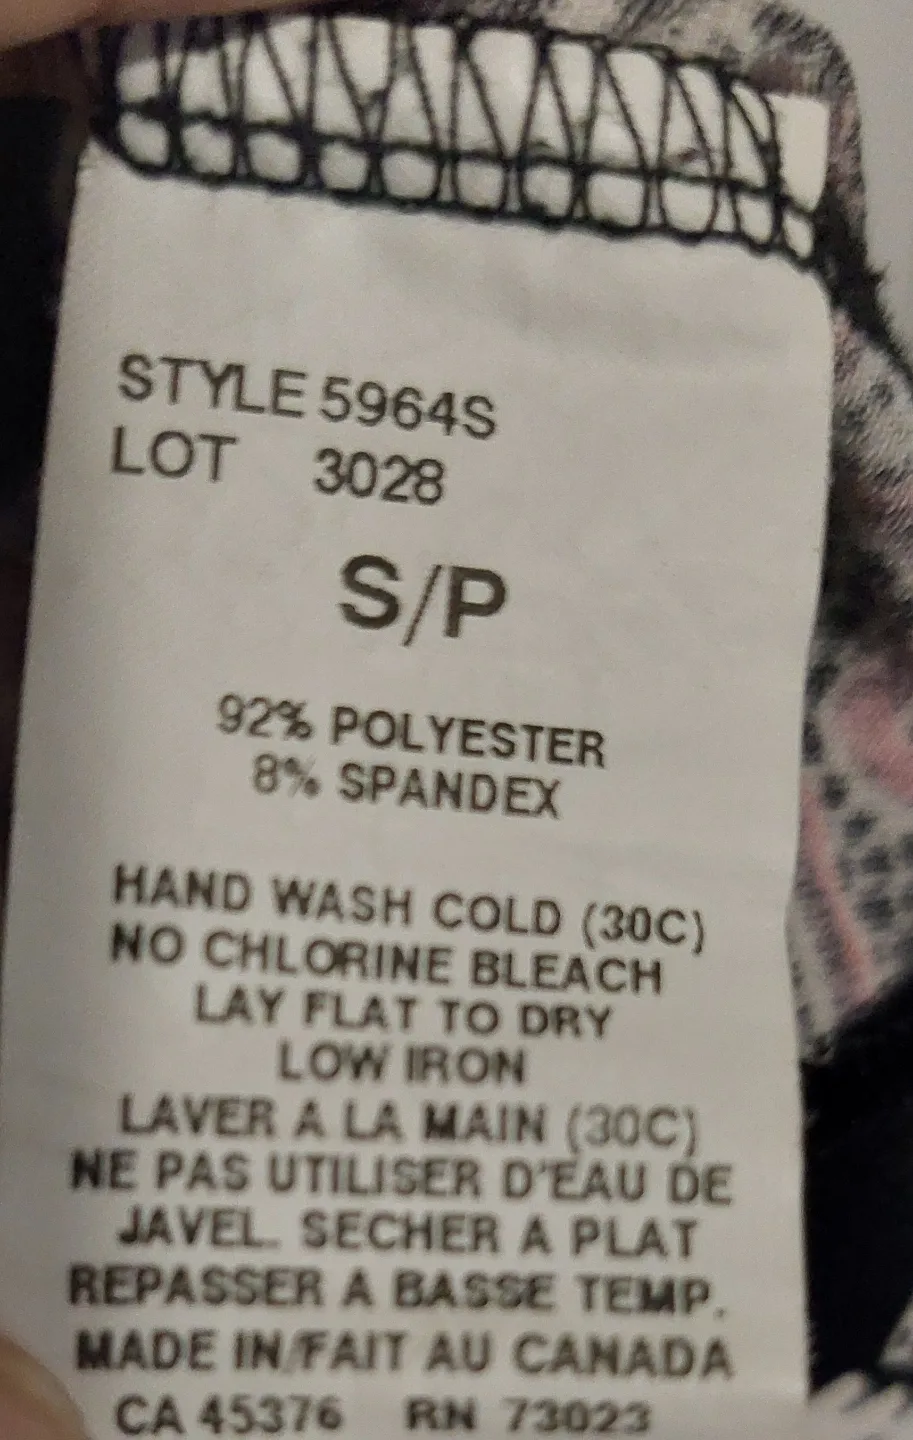 STYLE 5964S
LOT 3028
S/P
92% POLYESTER
8% SPANDEX
HAND WASH COLD (30C)
NO CHLORINE BLEACH
LAY FLAT TO DRY
LOW IRON
LAVER A LA MAIN (30C)
NE PAS UTILISER D'EAU DE
JAVEL. SECHER A PLAT
REPASSER A BASSE TEMP.
MADE IN/FAIT AU CANADA
CA 45376 RN 73023